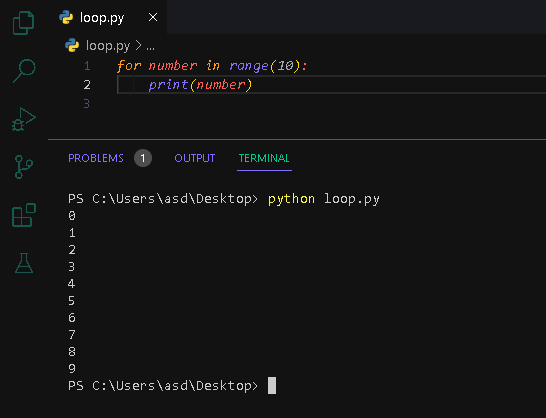 loop.py ×
loop.py > ...
1 for number in range(10):
2     print(number)
3
PROBLEMS 1 OUTPUT TERMINAL
PS C:\Users\asd\Desktop> python loop.py
0
1
2
3
4
5
6
7
8
9
PS C:\Users\asd\Desktop>